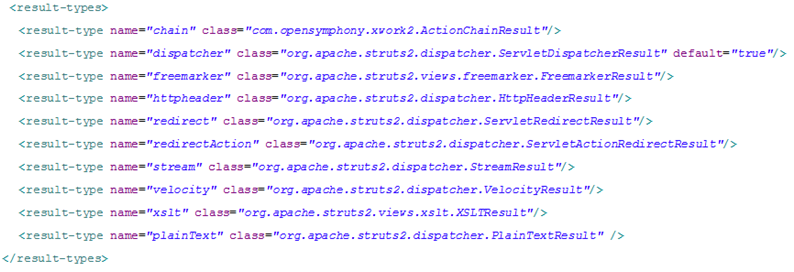 <result-types>
<result-type name="chain" class="com.opensymphony.xwork2.ActionChainResult"/>
<result-type name="dispatcher" class="org.apache.struts2.dispatcher.ServletDispatcherResult" default="true"/>
<result-type name="freemarker" class="org.apache.struts2.views.freemarker.FreemarkerResult"/>
<result-type name="httpheader" class="org.apache.struts2.dispatcher.HttpHeaderResult"/>
<result-type name="redirect" class="org.apache.struts2.dispatcher.ServletRedirectResult"/>
<result-type name="redirectAction" class="org.apache.struts2.dispatcher.ServletActionRedirectResult"/>
<result-type name="stream" class="org.apache.struts2.dispatcher.StreamResult"/>
<result-type name="velocity" class="org.apache.struts2.dispatcher.VelocityResult"/>
<result-type name="xslt" class="org.apache.struts2.views.xslt.XSLTResult"/>
<result-type name="plainText" class="org.apache.struts2.dispatcher.PlainTextResult" />
</result-types>